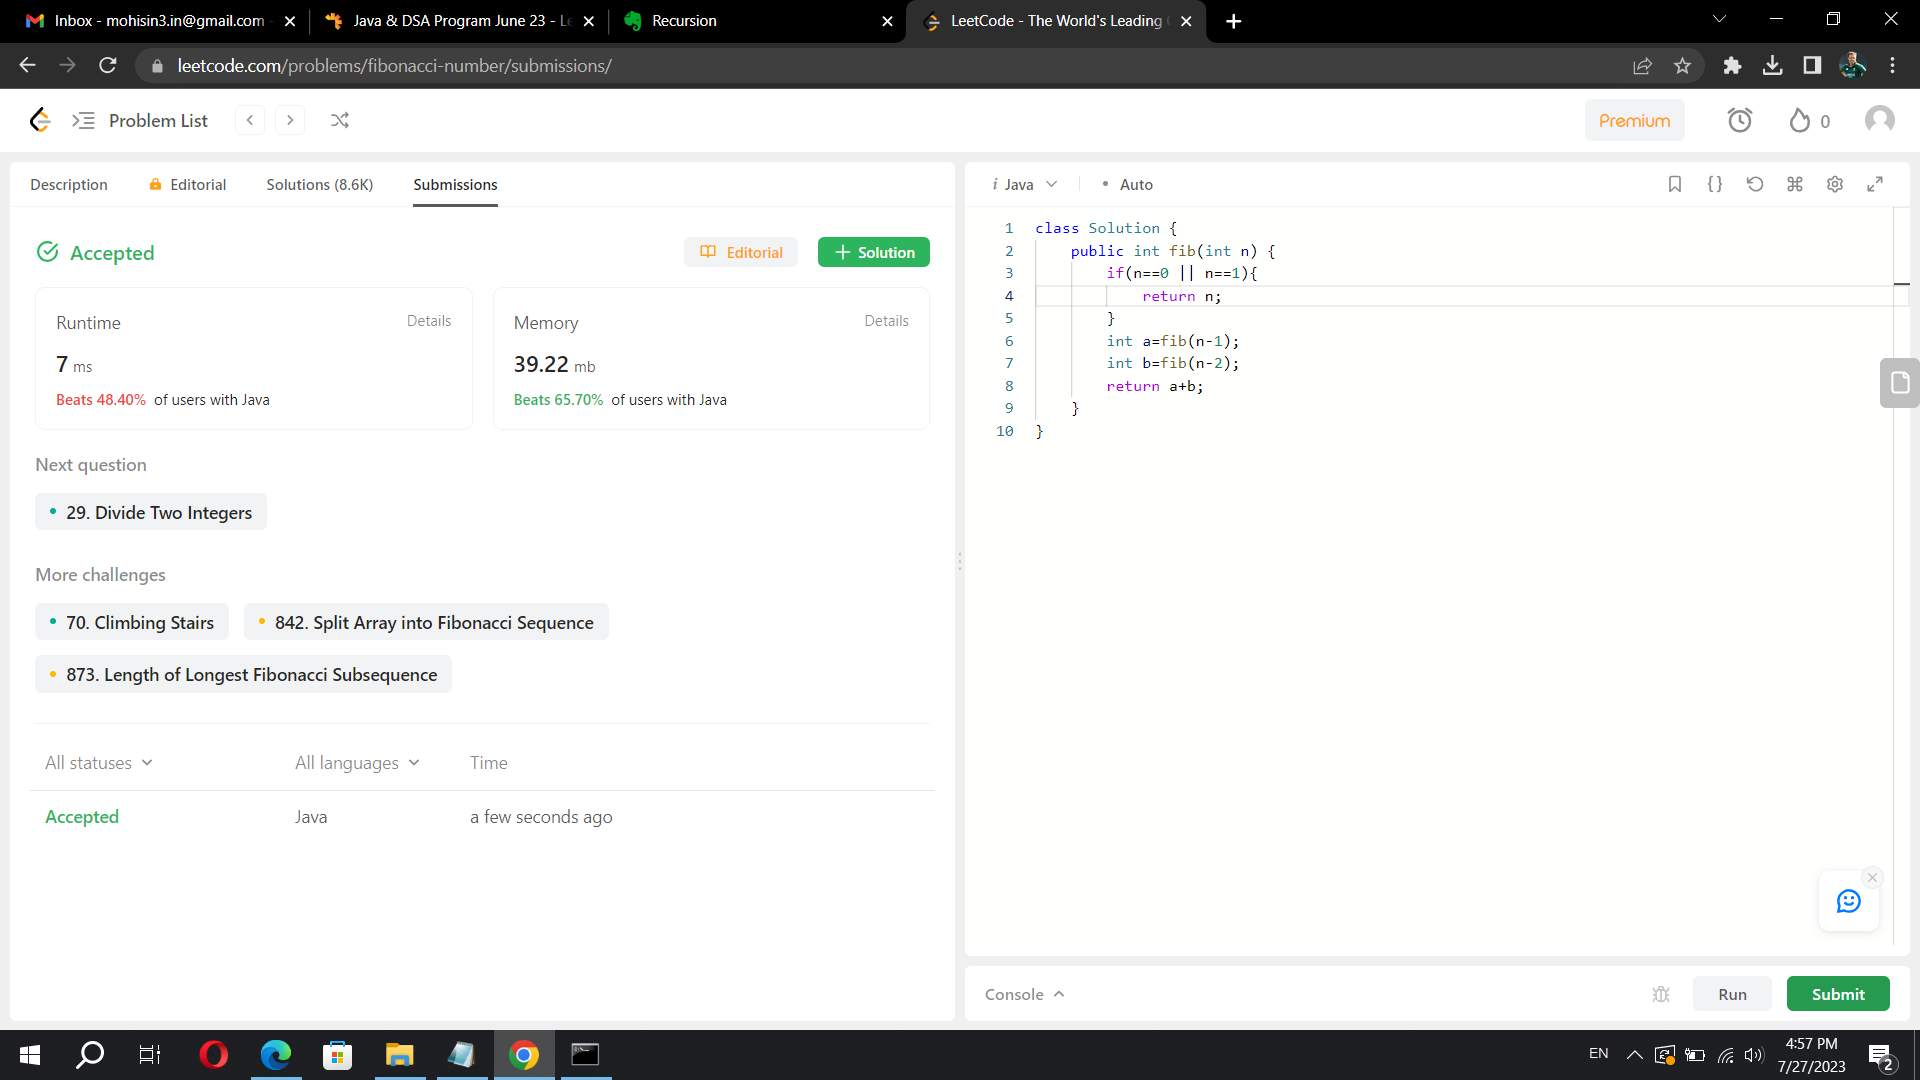 Inbox - mohisin3.in@gmail.com -
Java & DSA Program June 23 - Le
Recursion
LeetCode - The World's Leading
leetcode.com/problems/fibonacci-number/submissions/
Problem List
Premium
0
Description
Editorial
Solutions (8.6K)
Submissions
Accepted
Editorial
+ Solution
Runtime
Details
7 ms
Beats 48.40% of users with Java
Memory
Details
39.22 mb
Beats 65.70% of users with Java
Next question
29. Divide Two Integers
More challenges
70. Climbing Stairs
842. Split Array into Fibonacci Sequence
873. Length of Longest Fibonacci Subsequence
All statuses
All languages
Time
Accepted
Java
a few seconds ago
i Java
• Auto
1 class Solution {
2 public int fib(int n) {
3 if(n==0 || n==1){
4 return n;
5 }
6 int a=fib(n-1);
7 int b=fib(n-2);
8 return a+b;
9 }
10 }
Console
Run
Submit
EN
4:57 PM
7/27/2023
2